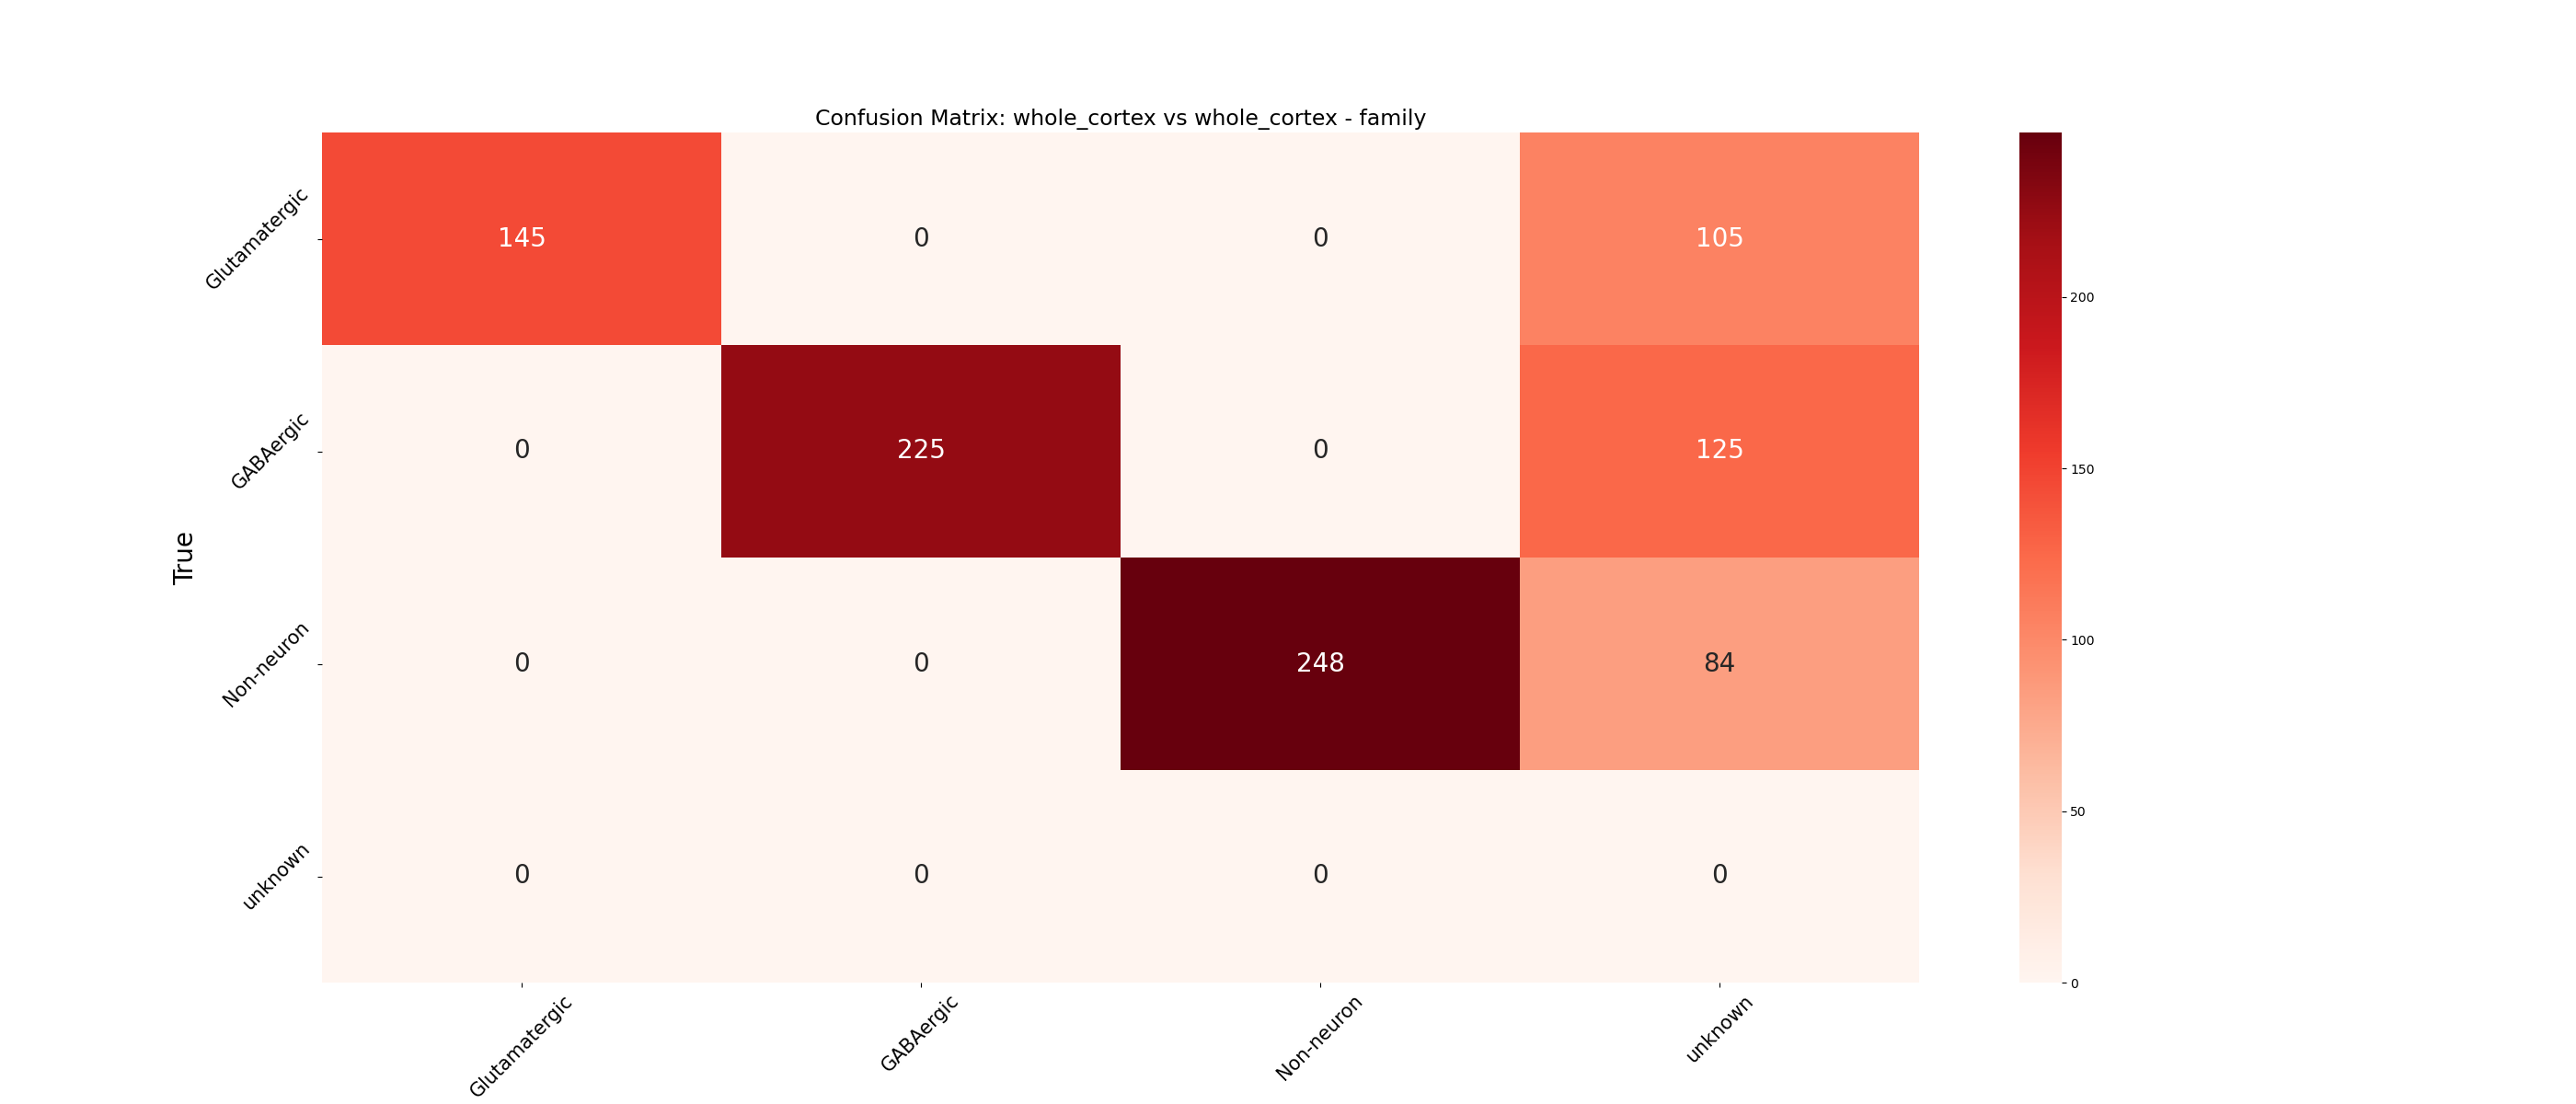 Confusion Matrix: whole_cortex vs whole_cortex - family
True
Glutamatergic
145
0
0
105
GABAergic
0
225
0
125
Non-neuron
0
0
248
84
unknown
0
0
0
0
Glutamatergic
GABAergic
Non-neuron
unknown
200
150
100
50
0